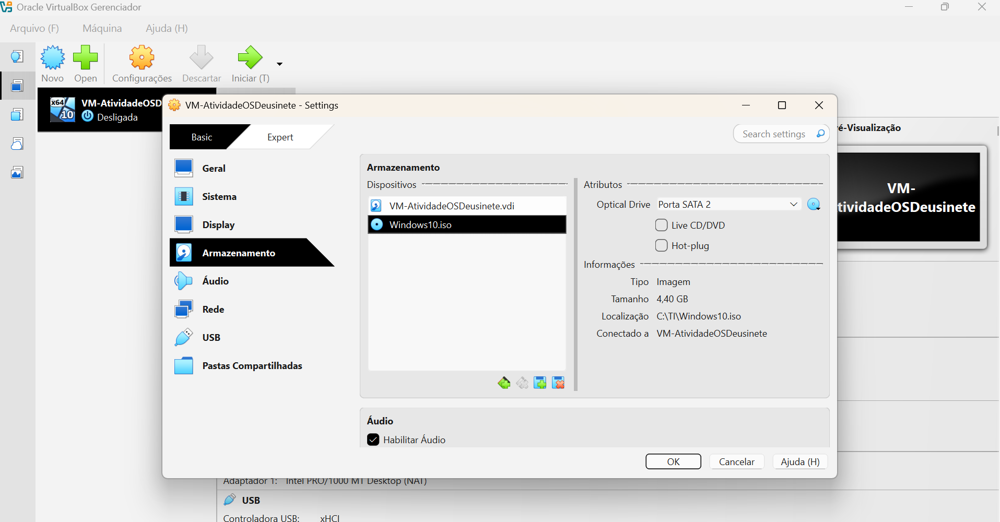 Oracle VirtualBox Gerenciador
Arquivo (F) Máquina Ajuda (H)
Novo Open Configurações Descartar Iniciar (T)
x64
10
VM-AtividadeOSD
Desligada
VM-AtividadeOSDeusinete - Settings
Basic Expert
Search settings
ré-Visualização
VM-
tividadeOSDeusinete
Geral
Sistema
Display
Armazenamento
Áudio
Rede
USB
Pastas Compartilhadas
Armazenamento
Dispositivos
VM-AtividadeOSDeusinete.vdi
Windows10.iso
Atributos
Optical Drive Porta SATA 2
Live CD/DVD
Hot-plug
Informações
Tipo Imagem
Tamanho 4,40 GB
Localização C:\TI\Windows10.iso
Conectado a VM-AtividadeOSDeusinete
Áudio
Habilitar Áudio
OK Cancelar Ajuda (H)
Adaptador 1: Intel PRO/1000 MT Desktop (NAT)
USB
Controladora USB: xHCI